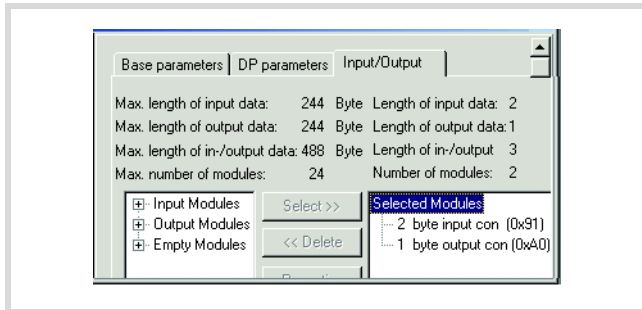 Base parameters DP parameters Input/Output
Max. length of input data: 244 Byte Length of input data: 2
Max. length of output data: 244 Byte Length of output data: 1
Max. length of in-/output data: 488 Byte Length of in-/output 3
Max. number of modules: 24 Number of modules: 2
Input Modules Select >> Selected Modules
Output Modules 2 byte input con (0x91)
Empty Modules << Delete 1 byte output con (0xA0)